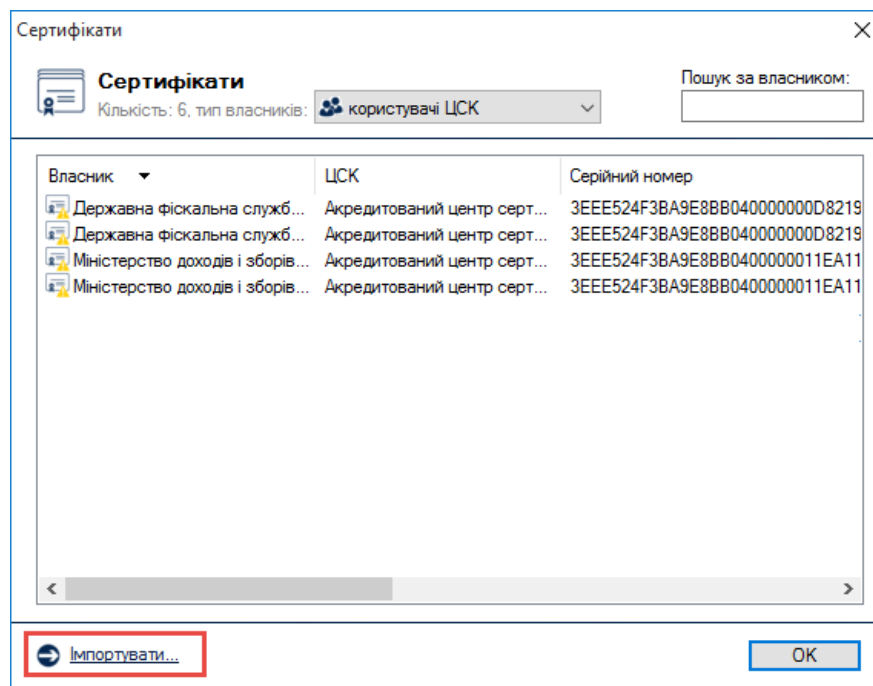 Сертифікати
Сертифікати
Пошук за власником:
Кількість: 6, тип власників: користувачі ЦСК
Власник ЦСК Серійний номер
Державна фіскальна служб... Акредитований центр серт... 3EEE524F3BA9E8BB040000000D8219
Державна фіскальна служб... Акредитований центр серт... 3EEE524F3BA9E8BB040000000D8219
Міністерство доходів і зборів... Акредитований центр серт... 3EEE524F3BA9E8BB0400000011EA11
Міністерство доходів і зборів... Акредитований центр серт... 3EEE524F3BA9E8BB0400000011EA11
Імпортувати... OK